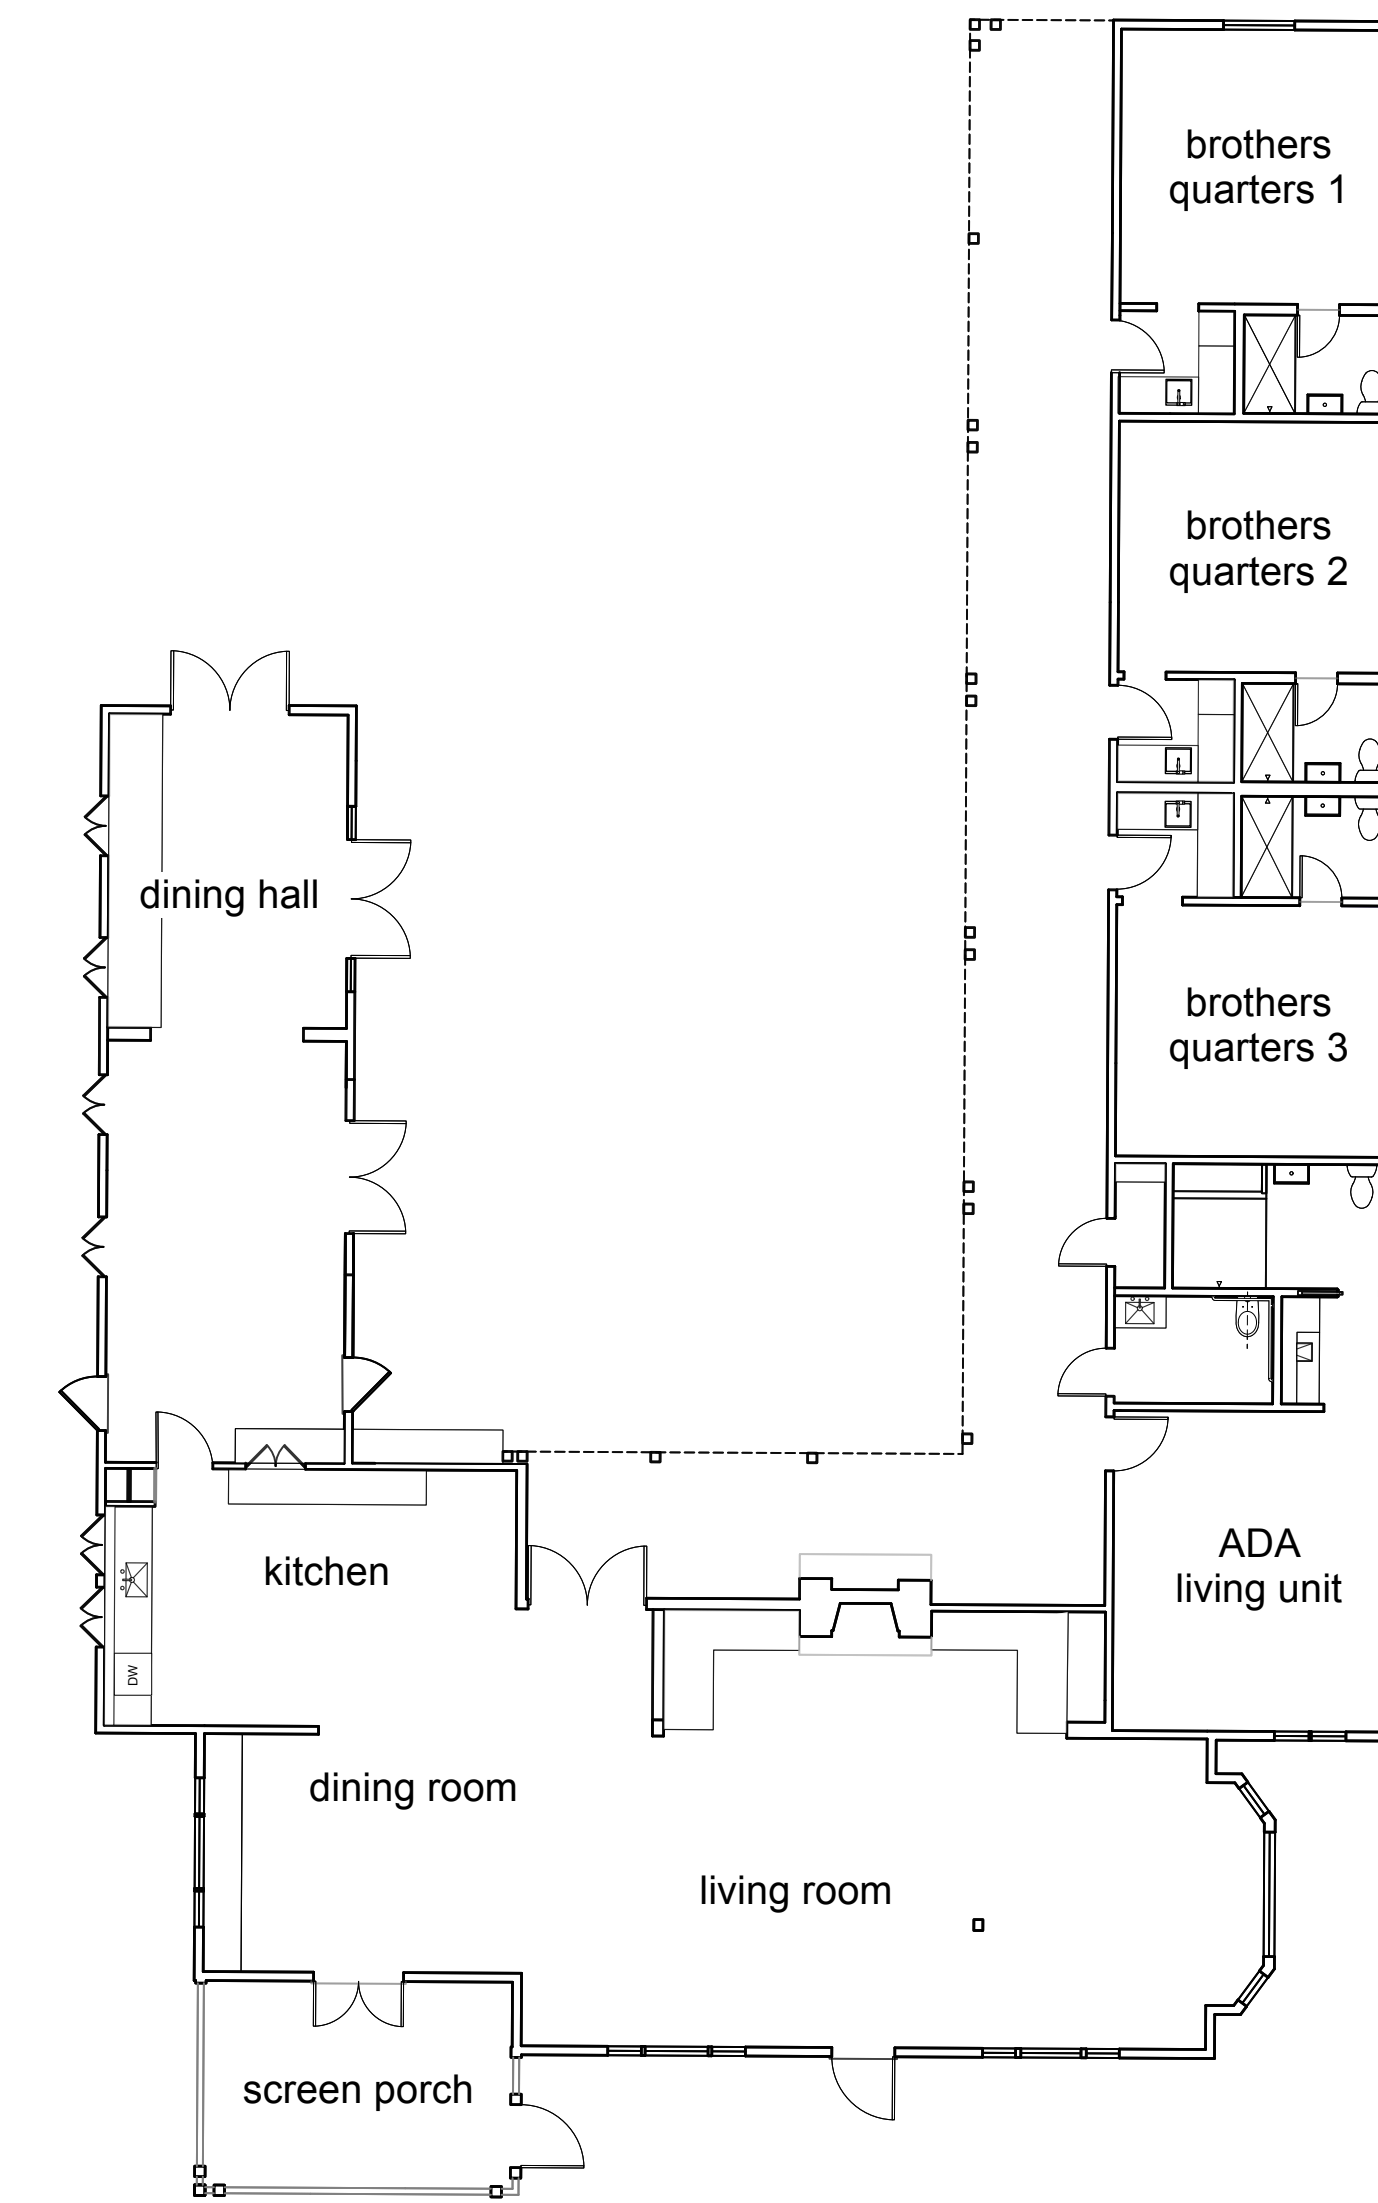 brothers
quarters 1
brothers
quarters 2
dining hall
brothers
quarters 3
kitchen
ADA
living unit
DW
dining room
living room
screen porch